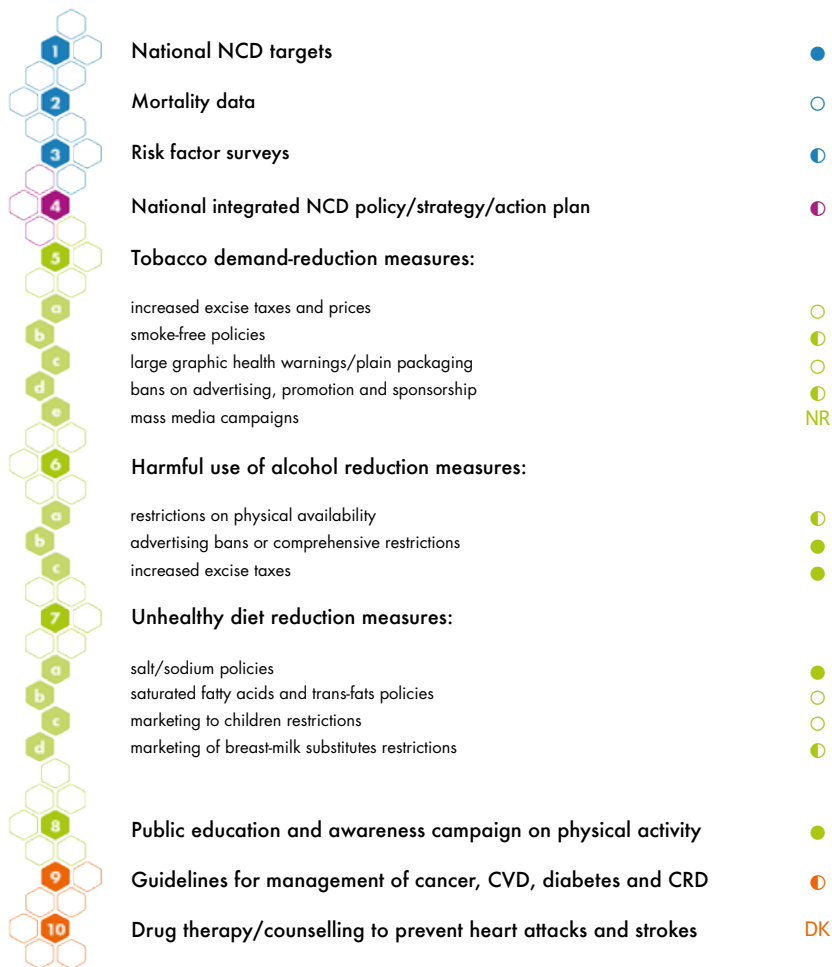 1 National NCD targets ●
2 Mortality data ○
3 Risk factor surveys ◐
4 National integrated NCD policy/strategy/action plan ◐
5 Tobacco demand-reduction measures:
a increased excise taxes and prices ○
b smoke-free policies ◐
c large graphic health warnings/plain packaging ○
d bans on advertising, promotion and sponsorship ◐
e mass media campaigns NR
6 Harmful use of alcohol reduction measures:
a restrictions on physical availability ◐
b advertising bans or comprehensive restrictions ●
c increased excise taxes ●
7 Unhealthy diet reduction measures:
a salt/sodium policies ●
b saturated fatty acids and trans-fats policies ○
c marketing to children restrictions ○
d marketing of breast-milk substitutes restrictions ◐
8 Public education and awareness campaign on physical activity ●
9 Guidelines for management of cancer, CVD, diabetes and CRD ◐
10 Drug therapy/counselling to prevent heart attacks and strokes DK